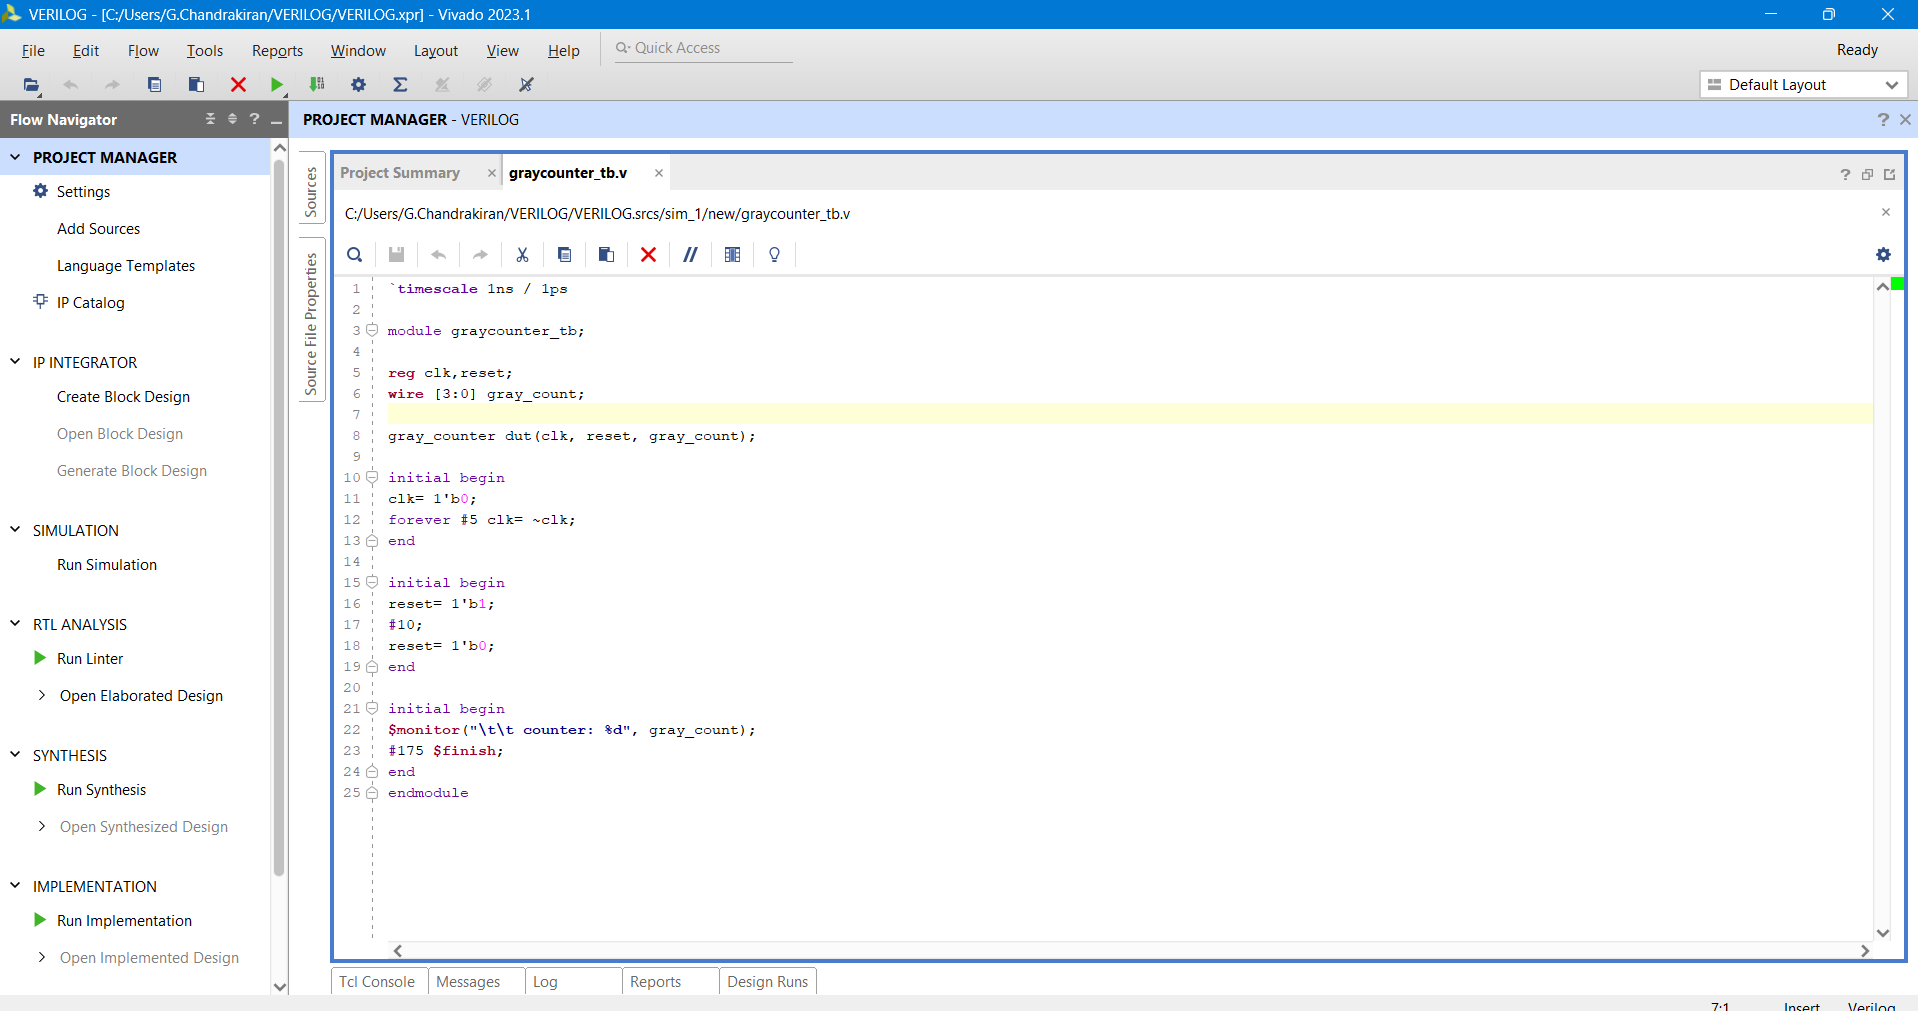 VERILOG - [C:/Users/G.Chandrakiran/VERILOG/VERILOG.xpr] - Vivado 2023.1
File Edit Flow Tools Reports Window Layout View Help Quick Access Ready
Default Layout
Flow Navigator
PROJECT MANAGER
Settings
Add Sources
Language Templates
IP Catalog
IP INTEGRATOR
Create Block Design
Open Block Design
Generate Block Design
SIMULATION
Run Simulation
RTL ANALYSIS
Run Linter
Open Elaborated Design
SYNTHESIS
Run Synthesis
Open Synthesized Design
IMPLEMENTATION
Run Implementation
Open Implemented Design
PROJECT MANAGER - VERILOG
Sources
Source File Properties
Project Summary graycounter_tb.v
C:/Users/G.Chandrakiran/VERILOG/VERILOG.srcs/sim_1/new/graycounter_tb.v
1 `timescale 1ns / 1ps
2
3 module graycounter_tb;
4
5 reg clk,reset;
6 wire [3:0] gray_count;
7
8 gray_counter dut(clk, reset, gray_count);
9
10 initial begin
11 clk= 1'b0;
12 forever #5 clk= ~clk;
13 end
14
15 initial begin
16 reset= 1'b1;
17 #10;
18 reset= 1'b0;
19 end
20
21 initial begin
22 $monitor("\t\t counter: %d", gray_count);
23 #175 $finish;
24 end
25 endmodule
Tcl Console Messages Log Reports Design Runs
7:1 Insert Verilog